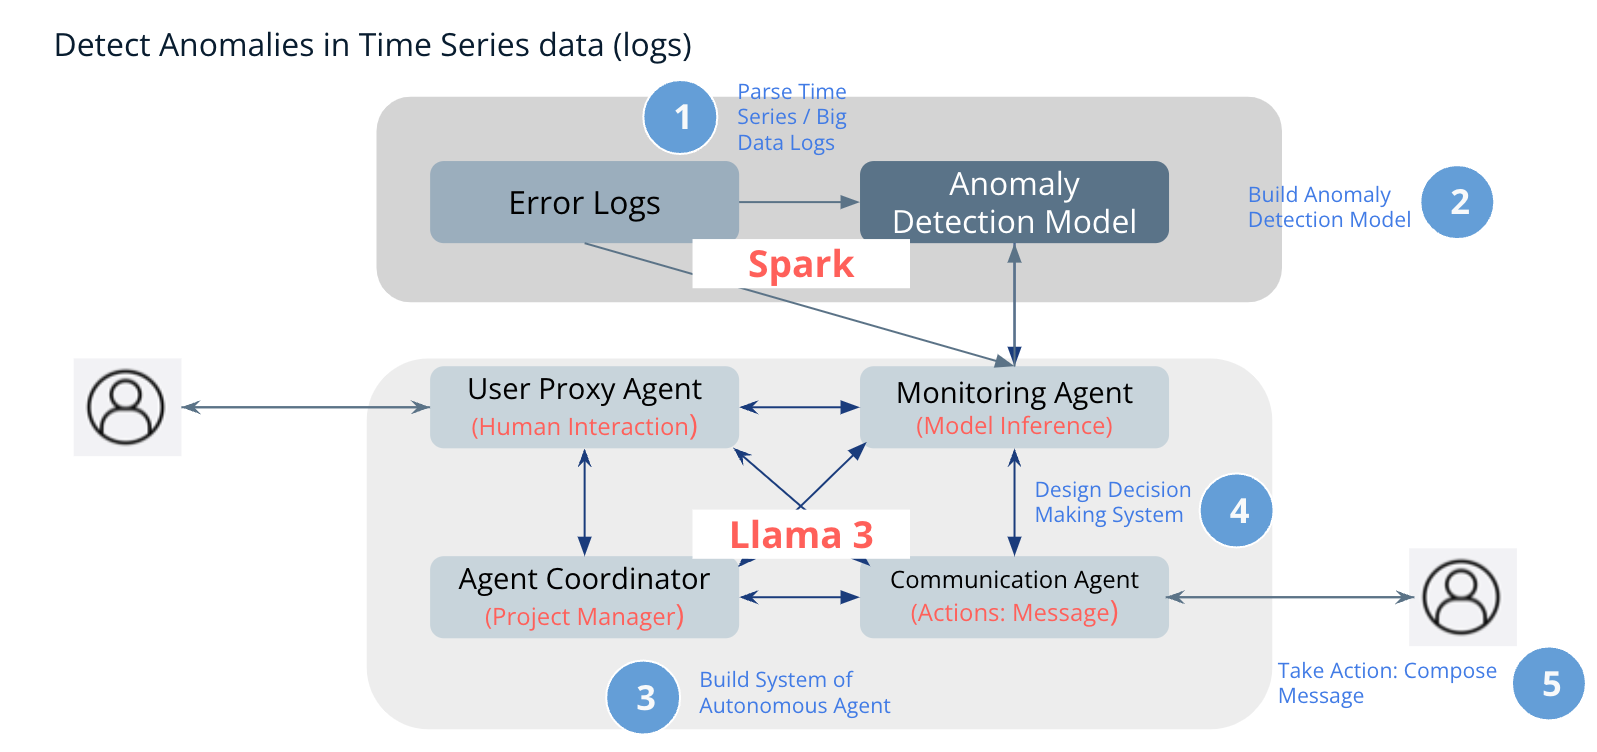 Detect Anomalies in Time Series data (logs)
1
Parse Time
Series / Big
Data Logs
Error Logs
Anomaly
Detection Model
Build Anomaly
Detection Model
2
Spark
User Proxy Agent
(Human Interaction)
Monitoring Agent
(Model Inference)
Design Decision
Making System
4
Llama 3
Agent Coordinator
(Project Manager)
Communication Agent
(Actions: Message)
3
Build System of
Autonomous Agent
Take Action: Compose
Message
5